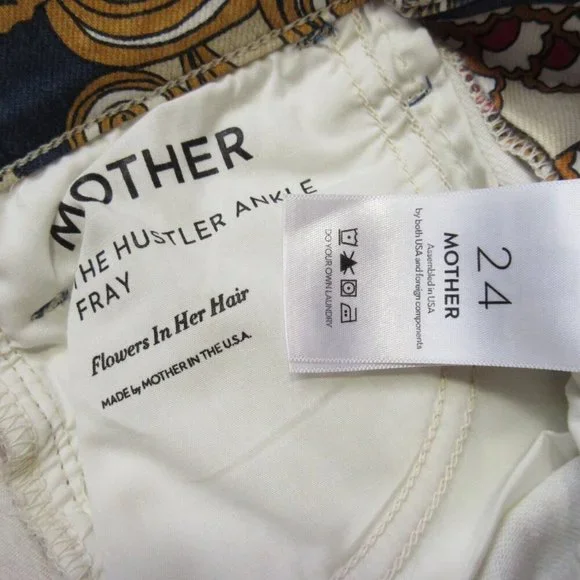 MOTHER
THE HUSTLER ANKLE
FRAY
Flowers In Her Hair
MADE by MOTHER IN THE U.S.A.
24
MOTHER
Assembled in USA
by both USA and foreign components
DO YOUR OWN LAUNDRY